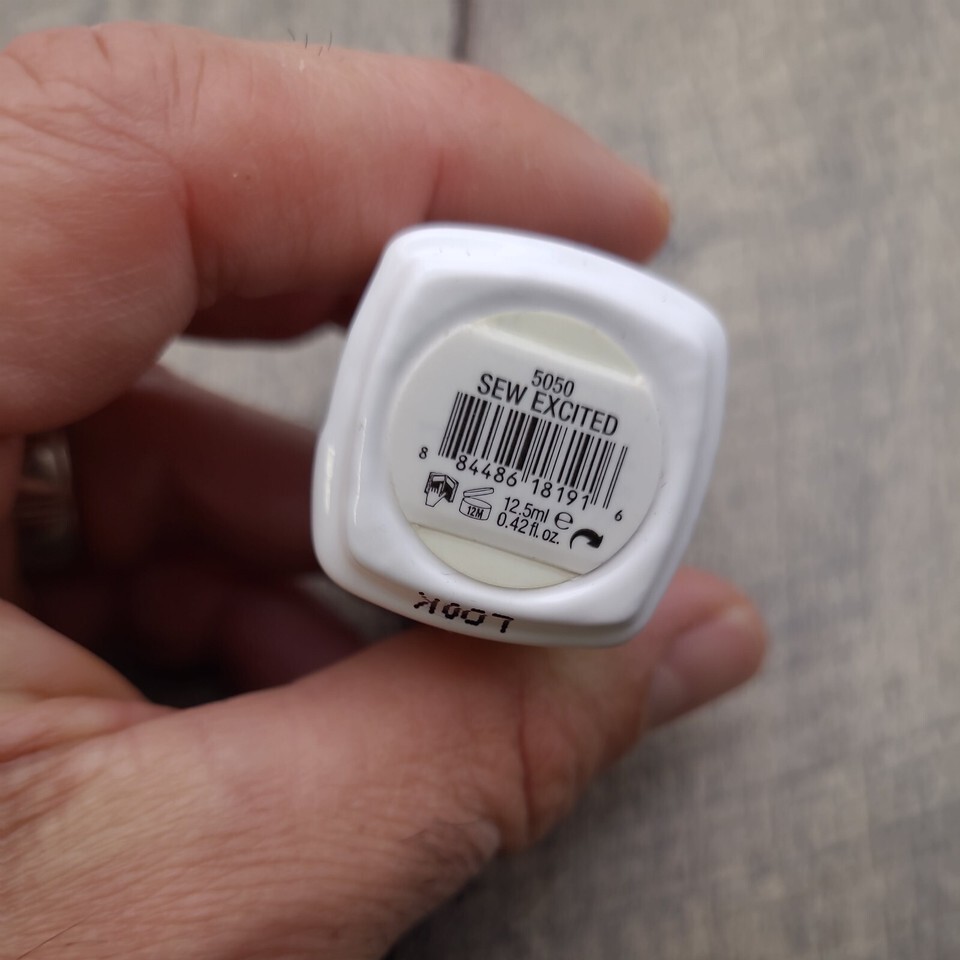 5050
SEW EXCITED
8 84486 18191 6
12M
12.5ml e
0.42 fl. oz.
LOOK